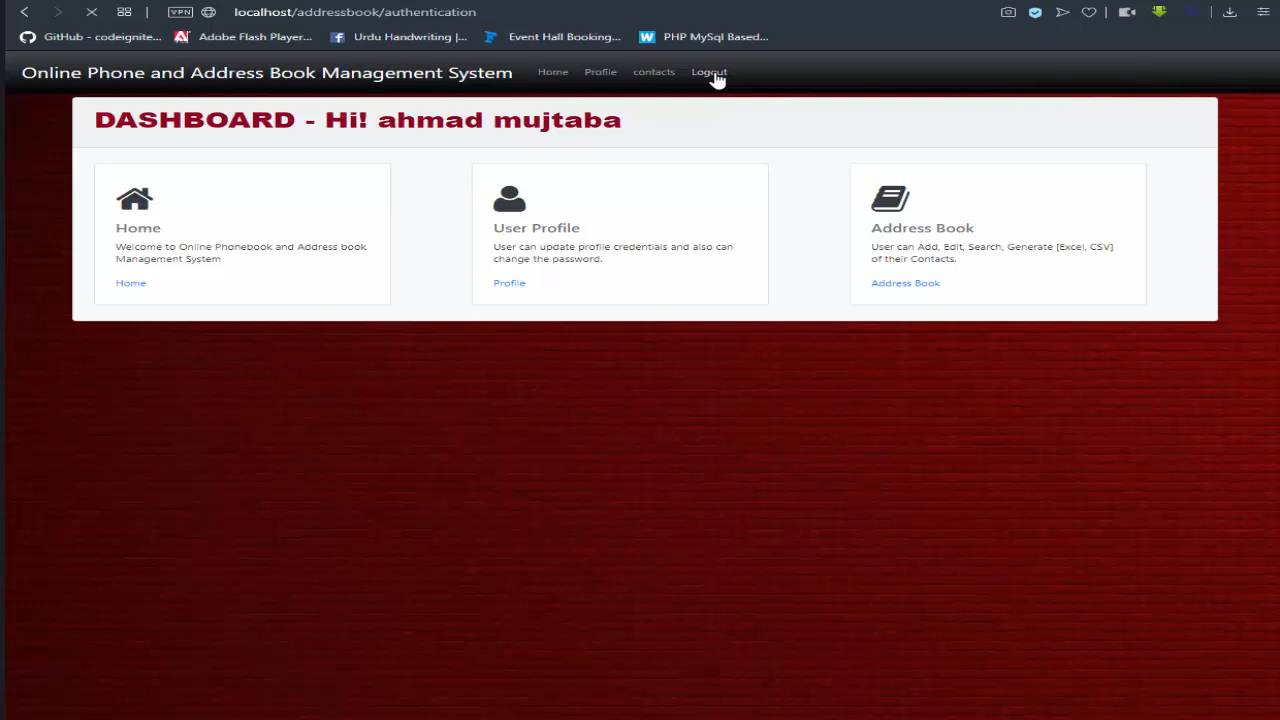 VPN localhost/addressbook/authentication
GitHub - codeignite... Adobe Flash Player... Urdu Handwriting |... Event Hall Booking... PHP MySql Based...
Online Phone and Address Book Management System Home Profile contacts Logout
DASHBOARD - Hi! ahmad mujtaba
Home
Welcome to Online Phonebook and Address book
Management System
Home
User Profile
User can update profile credentials and also can
change the password.
Profile
Address Book
User can Add, Edit, Search, Generate [Excel, CSV]
of their Contacts.
Address Book